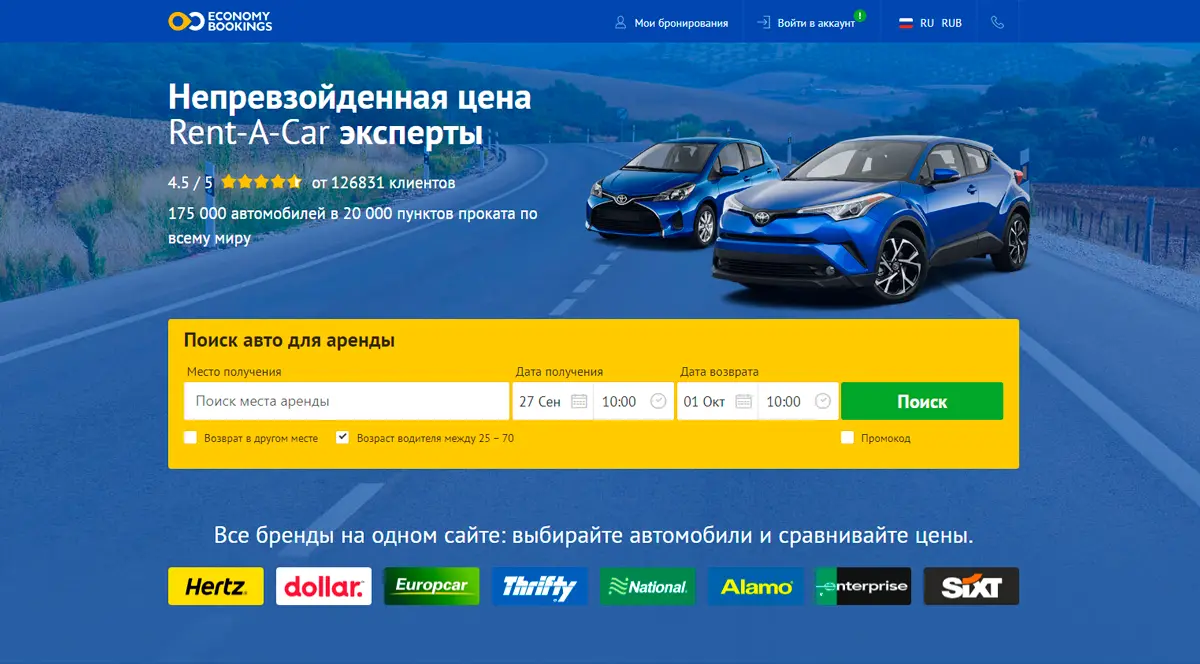 ECONOMY
BOOKINGS
Мои бронирования
Войти в аккаунт
!
RU RUB
Непревзойденная цена
Rent-A-Car эксперты
4.5 / 5 от 126831 клиентов
175 000 автомобилей в 20 000 пунктов проката по
всему миру
Поиск авто для аренды
Место получения
Дата получения
Дата возврата
Поиск места аренды
27 Сен
10:00
01 Окт
10:00
Поиск
Возврат в другом месте
Возраст водителя между 25 – 70
Промокод
Все бренды на одном сайте: выбирайте автомобили и сравнивайте цены.
Hertz.
dollar.
Europcar
Thrifty
National.
Alamo
enterprise
SIXT